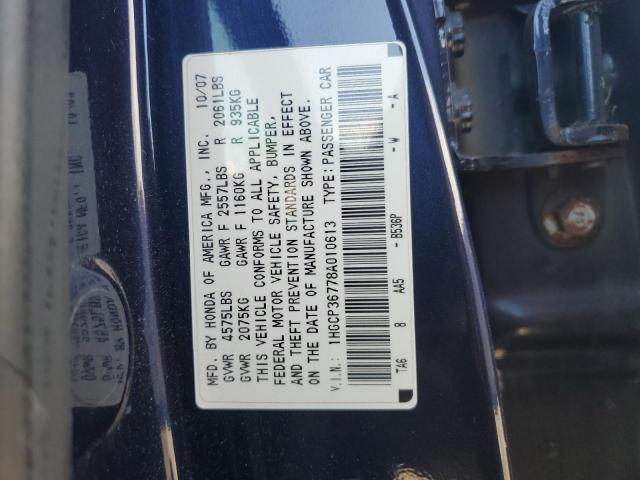 MFD. BY HONDA OF AMERICA MFG., INC. 10/07
GVWR 4575LBS GAWR F 2557LBS R 2061LBS
GVWR 2075KG GAWR F 1160KG R 935KG
THIS VEHICLE CONFORMS TO ALL APPLICABLE
FEDERAL MOTOR VEHICLE SAFETY, BUMPER,
AND THEFT PREVENTION STANDARDS IN EFFECT
ON THE DATE OF MANUFACTURE SHOWN ABOVE.
V.I.N.: 1HGCP36778A010613 TYPE: PASSENGER CAR
TA6 8 AA5 - B536P - W - A